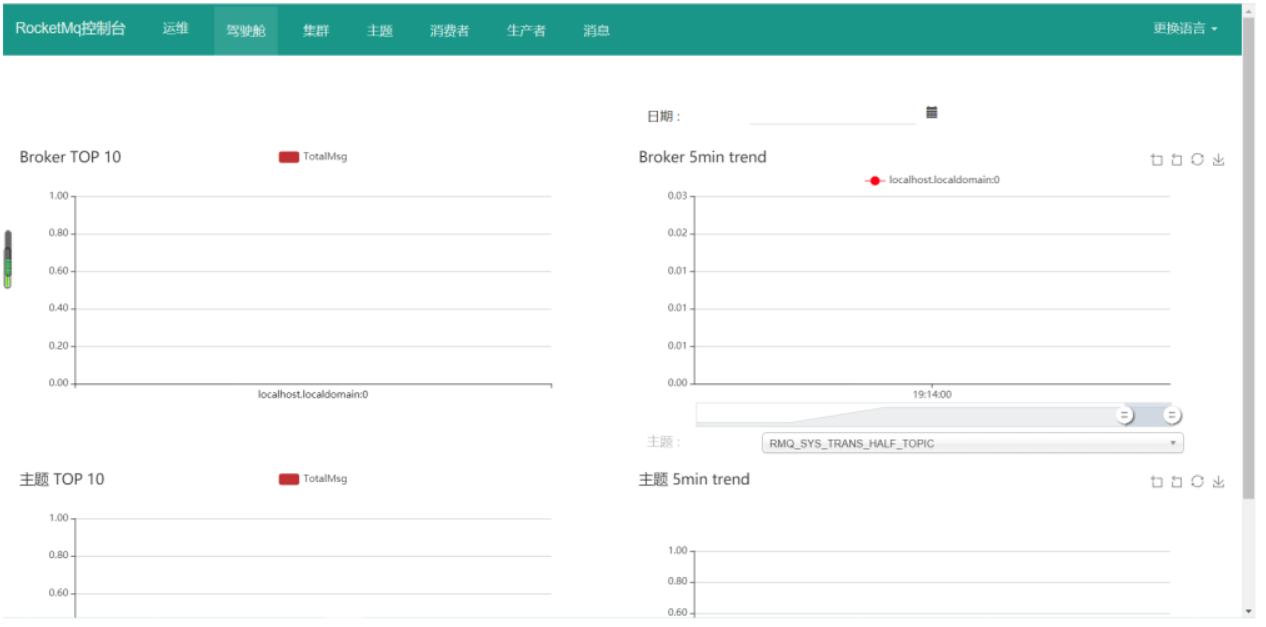 RocketMq控制台 运维 驾驶舱 集群 主题 消费者 生产者 消息 更换语言
日期：
Broker TOP 10
TotalMsg
1.00
0.80
0.60
0.40
0.20
0.00
localhost.localdomain:0
Broker 5min trend
localhost.localdomain:0
0.03
0.02
0.01
0.01
0.01
0.00
19:14:00
主题：
RMQ_SYS_TRANS_HALF_TOPIC
主题 TOP 10
TotalMsg
1.00
0.80
0.60
主题 5min trend
1.00
0.80
0.60